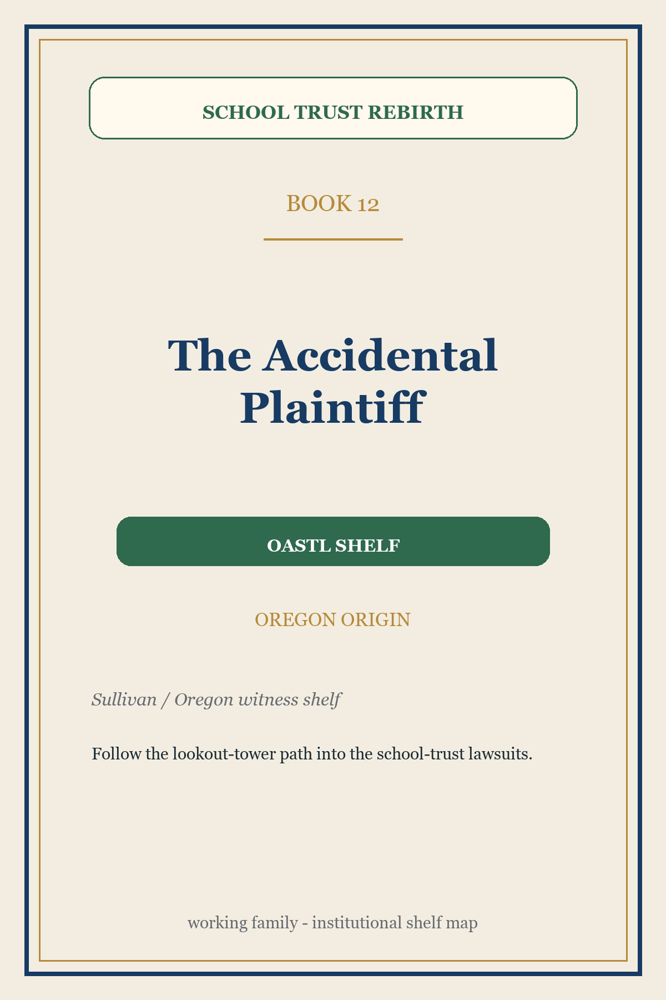 SCHOOL TRUST REBIRTH
BOOK 12
The Accidental
Plaintiff
OASTL SHELF
OREGON ORIGIN
Sullivan / Oregon witness shelf
Follow the lookout-tower path into the school-trust lawsuits.
working family - institutional shelf map